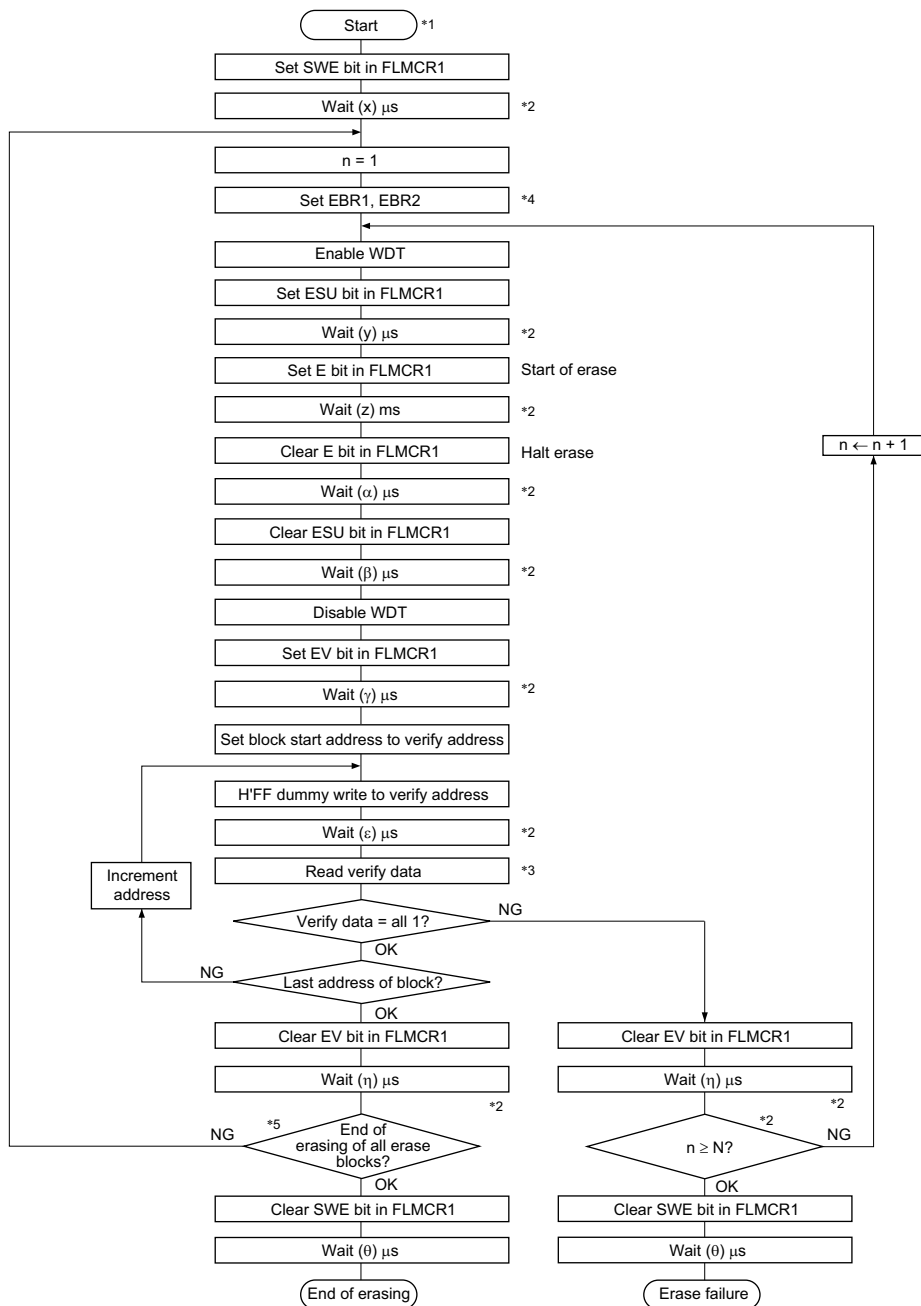 Start *1
Set SWE bit in FLMCR1
Wait (x) μs *2
n = 1
Set EBR1, EBR2 *4
Enable WDT
Set ESU bit in FLMCR1
Wait (y) μs *2
Set E bit in FLMCR1 Start of erase
Wait (z) ms *2
n ← n + 1
Clear E bit in FLMCR1 Halt erase
Wait (α) μs *2
Clear ESU bit in FLMCR1
Wait (β) μs *2
Disable WDT
Set EV bit in FLMCR1
Wait (γ) μs *2
Set block start address to verify address
H'FF dummy write to verify address
Wait (ε) μs *2
Read verify data *3
Increment
address
Verify data = all 1? NG
OK
NG Last address of block?
OK
Clear EV bit in FLMCR1 Clear EV bit in FLMCR1
Wait (η) μs Wait (η) μs
*2 *2
*5 *2
NG End of
erasing of all erase
blocks?
n ≥ N? NG
OK OK
Clear SWE bit in FLMCR1 Clear SWE bit in FLMCR1
Wait (θ) μs Wait (θ) μs
End of erasing Erase failure